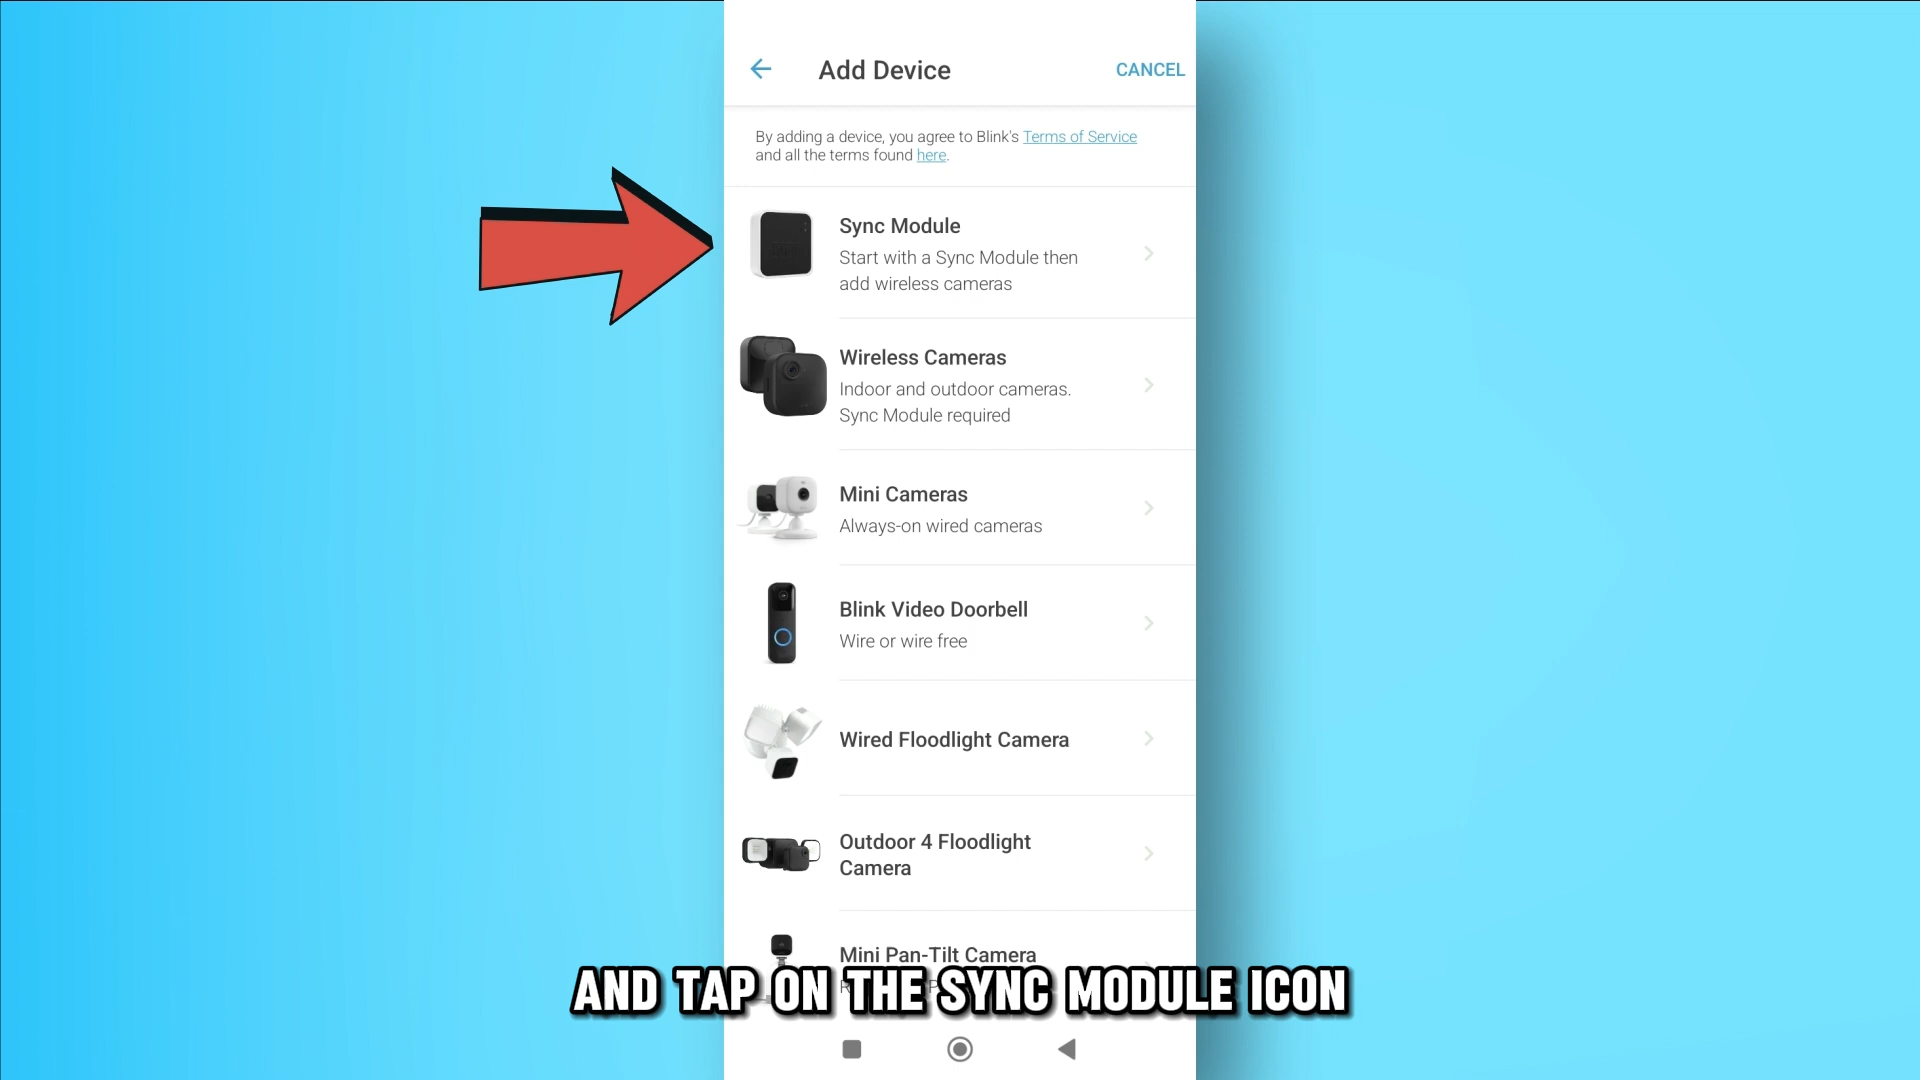 Add Device
CANCEL
By adding a device, you agree to Blink's Terms of Service
and all the terms found here.
Sync Module
Start with a Sync Module then
add wireless cameras
Wireless Cameras
Indoor and outdoor cameras.
Sync Module required
Mini Cameras
Always-on wired cameras
Blink Video Doorbell
Wire or wire free
Wired Floodlight Camera
Outdoor 4 Floodlight
Camera
Mini Pan-Tilt Camera
AND TAP ON THE SYNC MODULE ICON